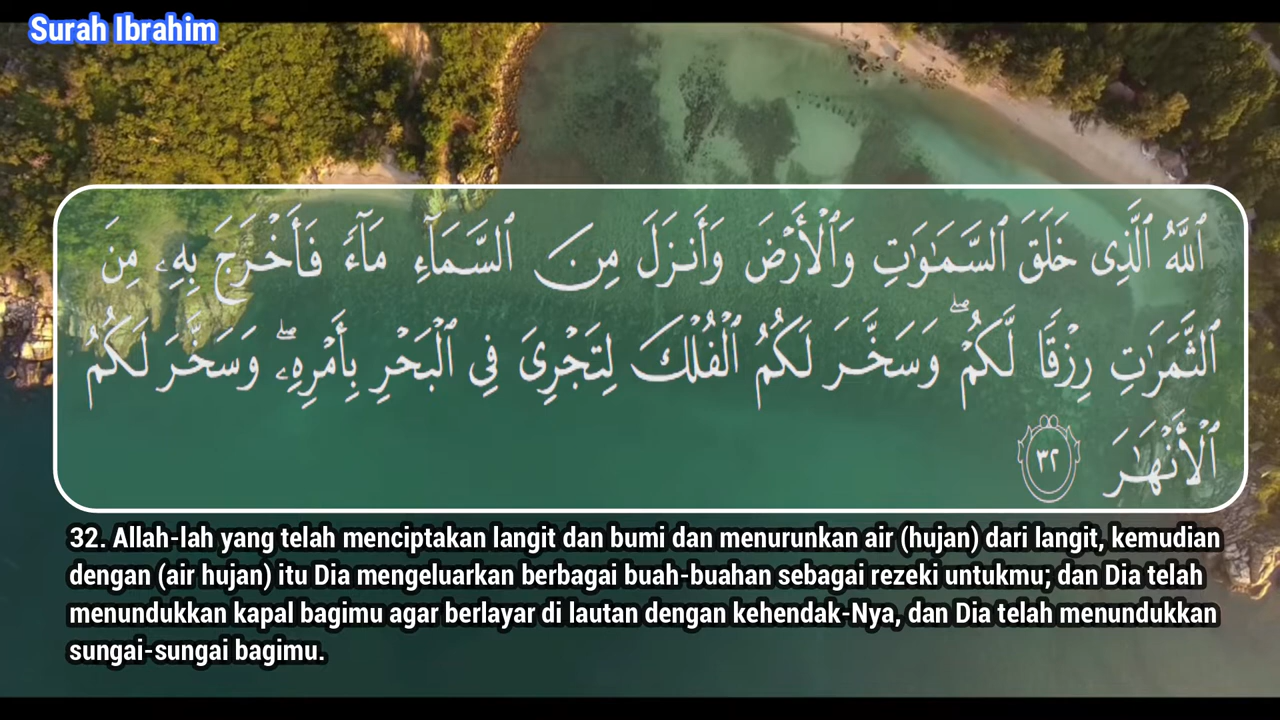 Surah Ibrahim
ٱللَّهُ ٱلَّذِى خَلَقَ ٱلسَّمَـٰوَٰتِ وَٱلْأَرْضَ وَأَنزَلَ مِنَ ٱلسَّمَآءِ مَآءً فَأَخْرَجَ بِهِۦ مِنَ
ٱلثَّمَرَٰتِ رِزْقًا لَّكُمْ ۖ وَسَخَّرَ لَكُمُ ٱلْفُلْكَ لِتَجْرِىَ فِى ٱلْبَحْرِ بِأَمْرِهِۦ ۖ وَسَخَّرَ لَكُمُ
ٱلْأَنْهَـٰرَ ٣٢
32. Allah-lah yang telah menciptakan langit dan bumi dan menurunkan air (hujan) dari langit, kemudian
dengan (air hujan) itu Dia mengeluarkan berbagai buah-buahan sebagai rezeki untukmu; dan Dia telah
menundukkan kapal bagimu agar berlayar di lautan dengan kehendak-Nya, dan Dia telah menundukkan
sungai-sungai bagimu.